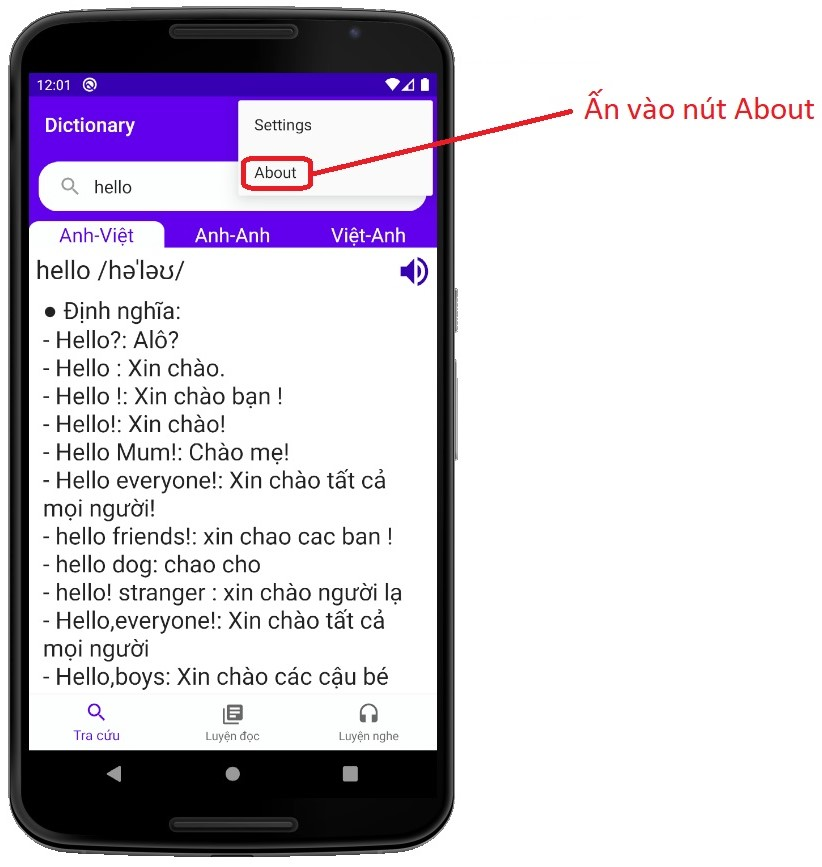 12:01
Dictionary
Settings
About
Ấn vào nút About
hello
Anh-Việt Anh-Anh Việt-Anh
hello /hə'ləʊ/
● Định nghĩa:
- Hello?: Alô?
- Hello : Xin chào.
- Hello !: Xin chào bạn !
- Hello!: Xin chào!
- Hello Mum!: Chào mẹ!
- Hello everyone!: Xin chào tất cả
mọi người!
- hello friends!: xin chao cac ban !
- hello dog: chao cho
- hello! stranger : xin chào người lạ
- Hello,everyone!: Xin chào tất cả
mọi người
- Hello,boys: Xin chào các cậu bé
Tra cứu Luyện đọc Luyện nghe